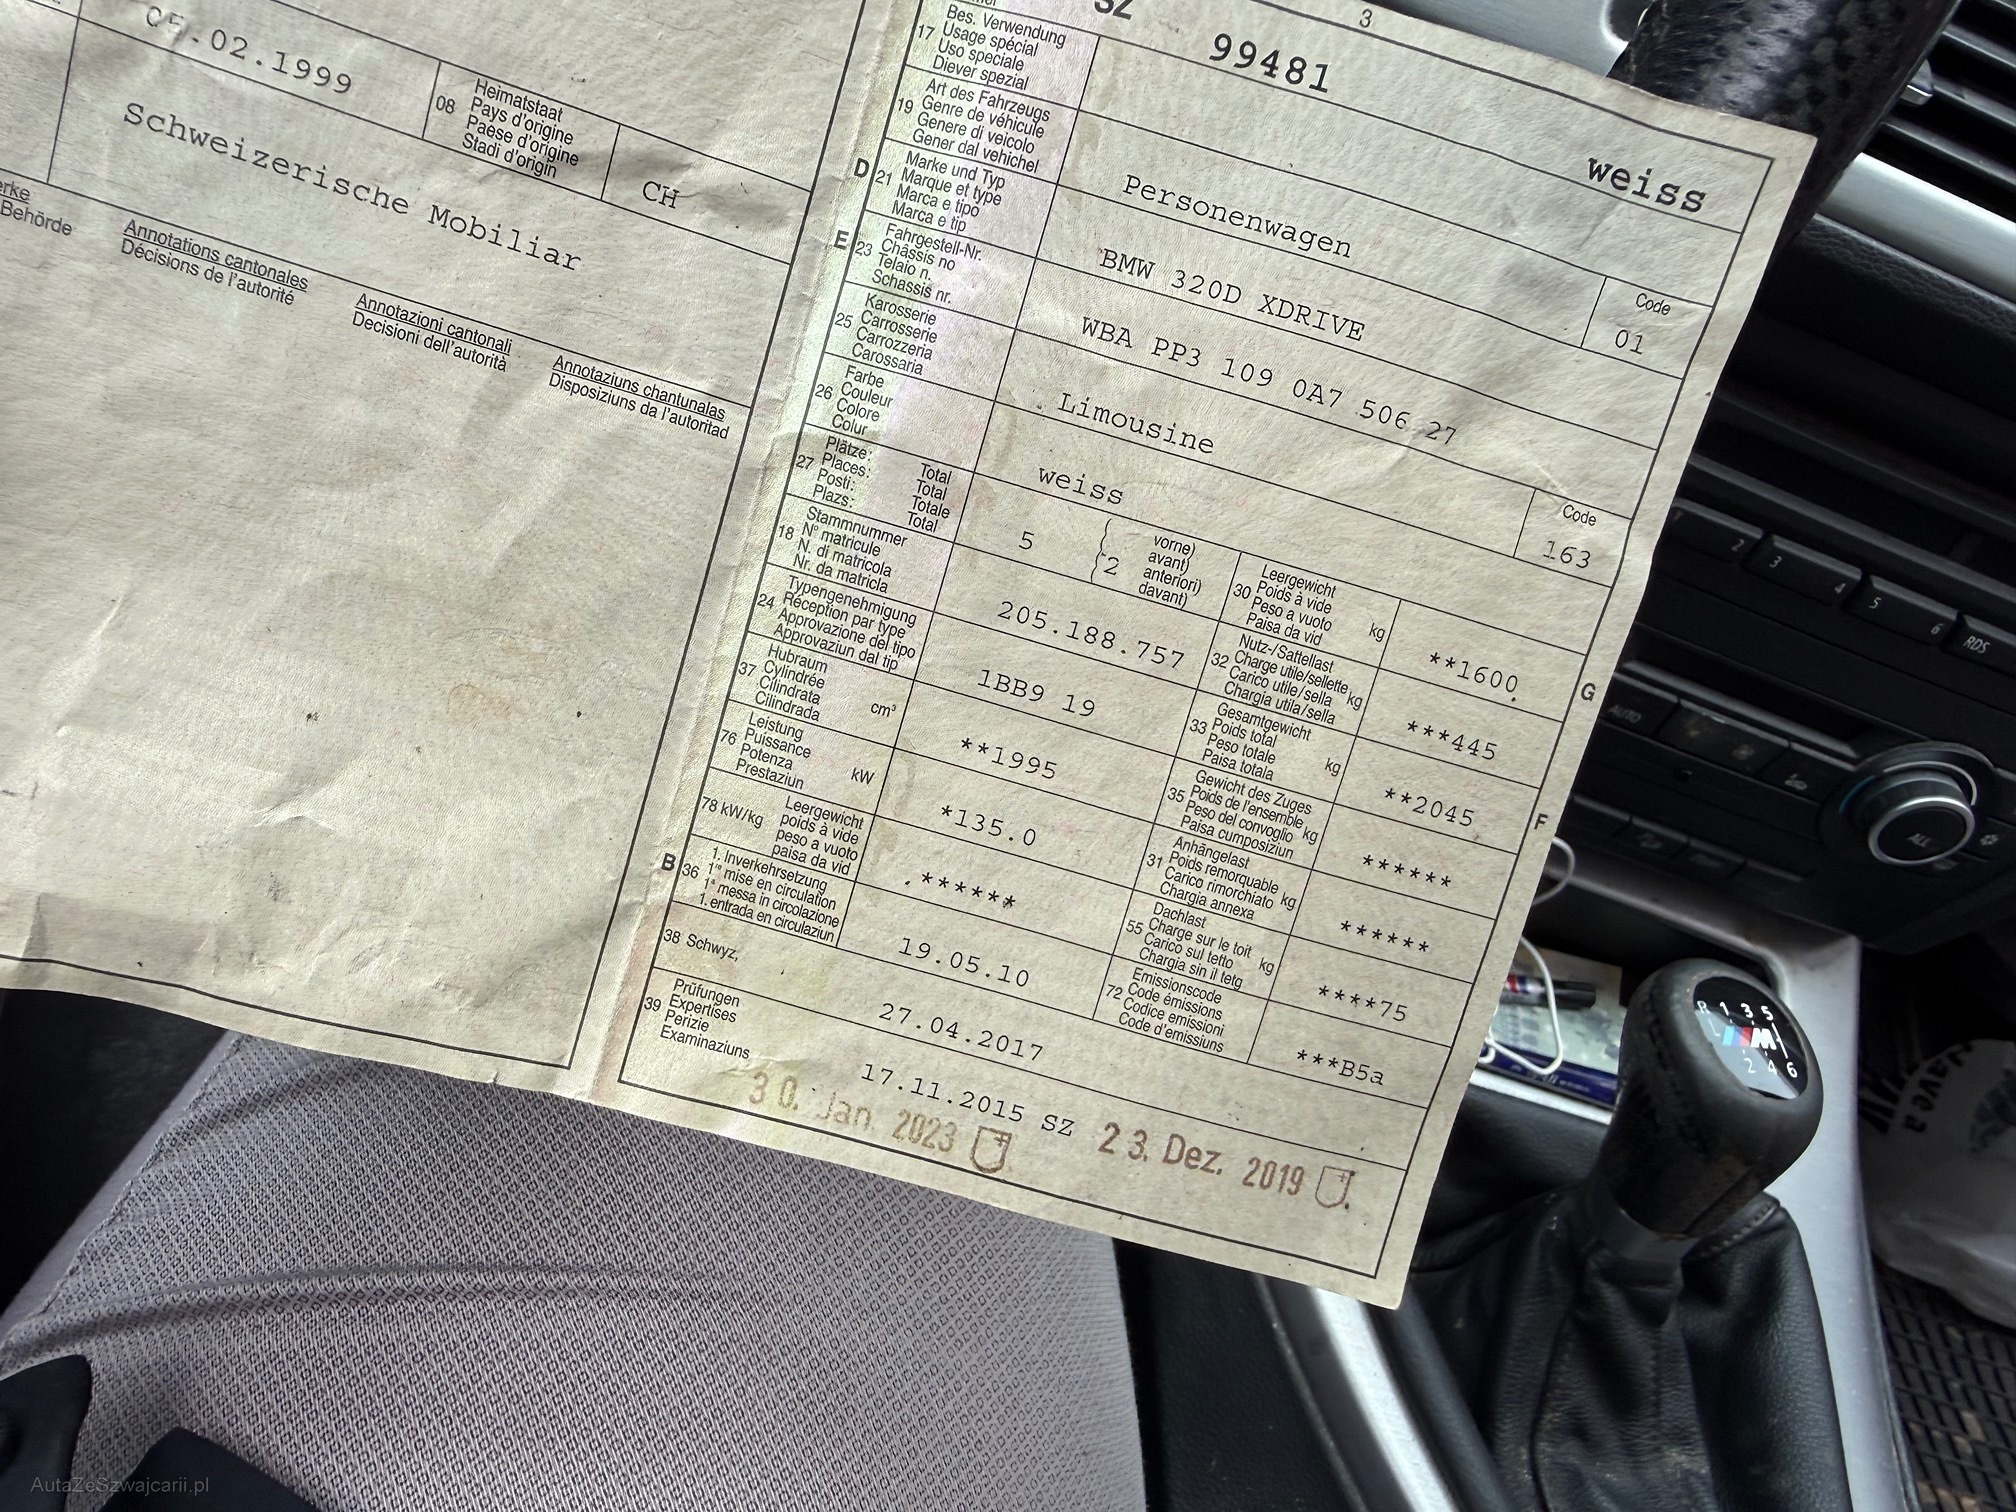 05.02.1999
08
Heimatstaat
Pays d'origine
Paese d'origine
Stadi d'origin
CH
Schweizerische Mobiliar
Behörde
Annotations cantonales
Décisions de l'autorité
Annotazioni cantonali
Decisioni dell'autorità
Annotaziuns chantunalas
Disposiziuns da l'autoritad
SZ
3
99481
weiss
17
Bes. Verwendung
Usage spécial
Uso speciale
Diever spezial
19
Art des Fahrzeugs
Genre de véhicule
Genere di veicolo
Gener dal vehichel
Personenwagen
Code
01
D
21
Marke und Typ
Marque et type
Marca e tipo
Marca e tip
BMW 320D XDRIVE
E
23
Fahrgestell-Nr.
Châssis no
Telaio n.
Schassis nr.
WBA PP3 109 0A7 506 27
25
Karosserie
Carrosserie
Carrozzeria
Carossaria
Limousine
Code
163
26
Farbe
Couleur
Colore
Colur
weiss
27
Plätze: Total
Places: Total
Posti: Totale
Plazs: Total
5
2
vorne)
avant)
anteriori)
davant)
30
Leergewicht
Poids à vide
Peso a vuoto
Paisa da vid
kg
**1600
G
18
Stammnummer
N° matricule
N. di matricola
Nr. da matricla
205.188.757
32
Nutz-/Sattellast
Charge utile/sellette
Carico utile/sella
Chargia utila/sella
kg
***445
24
Typengenehmigung
Réception par type
Approvazione del tipo
Approvaziun dal tip
1BB9 19
33
Gesamtgewicht
Poids total
Peso totale
Paisa totala
kg
**2045
F
37
Hubraum
Cylindrée
Cilindrata
Cilindrada
cm³
**1995
35
Gewicht des Zuges
Poids de l'ensemble
Peso del convoglio
Paisa cumposiziun
kg
******
76
Leistung
Puissance
Potenza
Prestaziun
kW
*135.0
31
Anhängelast
Poids remorquable
Carico rimorchiato
Chargia annexa
kg
******
78 kW/kg
Leergewicht
poids à vide
peso a vuoto
paisa da vid
******
55
Dachlast
Charge sur le toit
Carico sul tetto
Chargia sin il tetg
kg
****75
B
36
1. Inverkehrsetzung
1re mise en circulation
1a messa in circolazione
1. entrada en circulaziun
19.05.10
72
Emissionscode
Code émissions
Codice emissioni
Code d'emissiuns
***B5a
38 Schwyz,
27.04.2017
39
Prüfungen
Expertises
Perizie
Examinaziuns
17.11.2015 SZ
30. Jan. 2023
23. Dez. 2019
2
3
4
5
6
RDS
AUTO
ALL
R 1 3 5
M
2 4 6
AutaZeSzwajcarii.pl